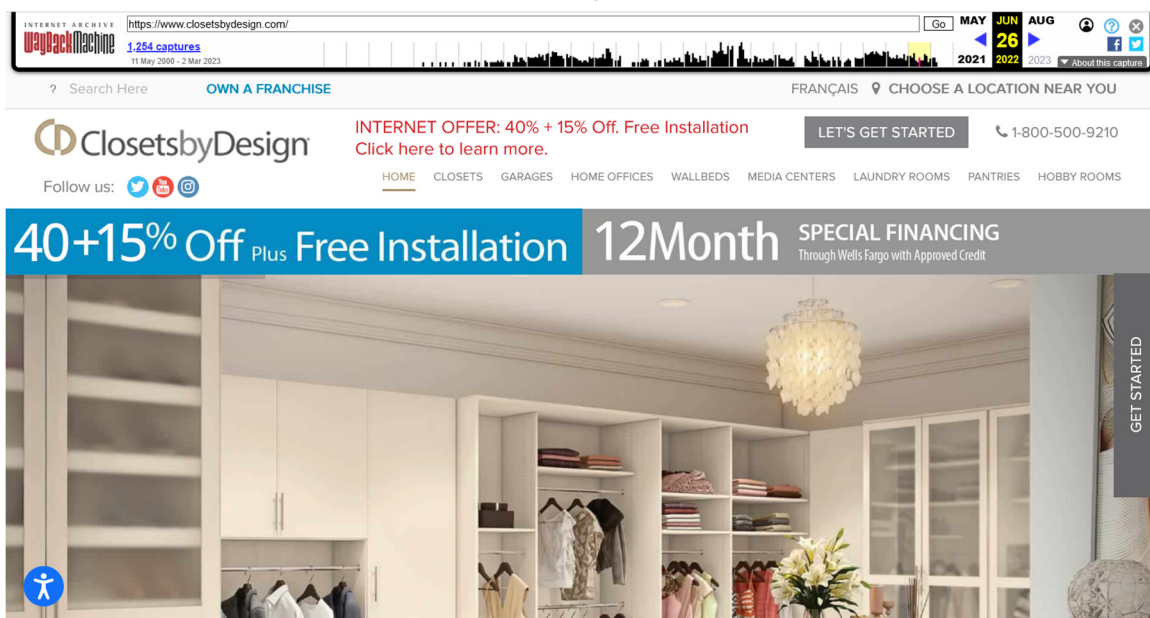 INTERNET ARCHIVE
WayBackMachine
https://www.closetsbydesign.com/
Go
MAY JUN AUG
1,254 captures
26
11 May 2000 - 2 Mar 2023
2021 2022 2023
About this capture
? Search Here
OWN A FRANCHISE
FRANÇAIS
CHOOSE A LOCATION NEAR YOU
ClosetsbyDesign
INTERNET OFFER: 40% + 15% Off. Free Installation
Click here to learn more.
LET'S GET STARTED
1-800-500-9210
Follow us:
You Tube
HOME CLOSETS GARAGES HOME OFFICES WALLBEDS MEDIA CENTERS LAUNDRY ROOMS PANTRIES HOBBY ROOMS
40+15% Off Plus Free Installation
12Month
SPECIAL FINANCING
Through Wells Fargo with Approved Credit
GET STARTED